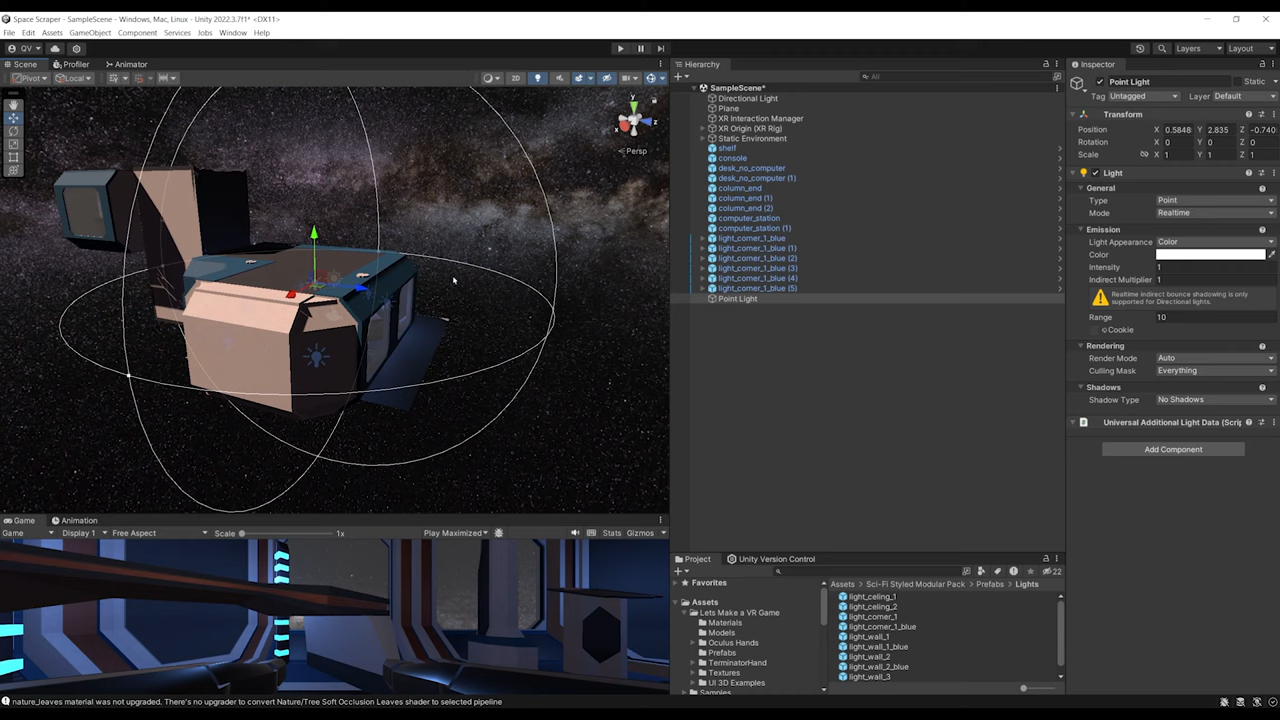 Space Scraper - SampleScene - Windows, Mac, Linux - Unity 2022.3.7f1* <DX11>
File Edit Assets GameObject Component Services Jobs Window Help
QV
Layers Layout
Scene Profiler Animator
Pivot Local 2D
y
x z
Persp
Hierarchy
All
SampleScene*
Directional Light
Plane
XR Interaction Manager
XR Origin (XR Rig)
Static Environment
shelf
console
desk_no_computer
desk_no_computer (1)
column_end
column_end (1)
column_end (2)
computer_station
computer_station (1)
light_corner_1_blue
light_corner_1_blue (1)
light_corner_1_blue (2)
light_corner_1_blue (3)
light_corner_1_blue (4)
light_corner_1_blue (5)
Point Light
Inspector
Point Light Static
Tag Untagged Layer Default
Transform
Position X 0.5848 Y 2.835 Z -0.740
Rotation X 0 Y 0 Z 0
Scale X 1 Y 1 Z 1
Light
General
Type Point
Mode Realtime
Emission
Light Appearance Color
Color
Intensity 1
Indirect Multiplier 1
Realtime indirect bounce shadowing is only
supported for Directional lights.
Range 10
Cookie
Rendering
Render Mode Auto
Culling Mask Everything
Shadows
Shadow Type No Shadows
Universal Additional Light Data (Scrip
Add Component
Game Animation
Game Display 1 Free Aspect Scale 1x Play Maximized Stats Gizmos
Project Unity Version Control
22
Favorites
Assets
Lets Make a VR Game
Materials
Models
Oculus Hands
Prefabs
TerminatorHand
Textures
UI 3D Examples
Samples
Assets > Sci-Fi Styled Modular Pack > Prefabs > Lights
light_celing_1
light_celing_2
light_corner_1
light_corner_1_blue
light_wall_1
light_wall_1_blue
light_wall_2
light_wall_2_blue
light_wall_3
nature_leaves material was not upgraded. There's no upgrader to convert Nature/Tree Soft Occlusion Leaves shader to selected pipeline